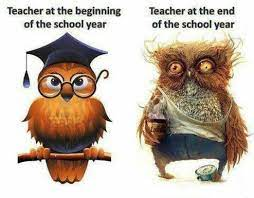 Teacher at the beginning
of the school year
Teacher at the end
of the school year